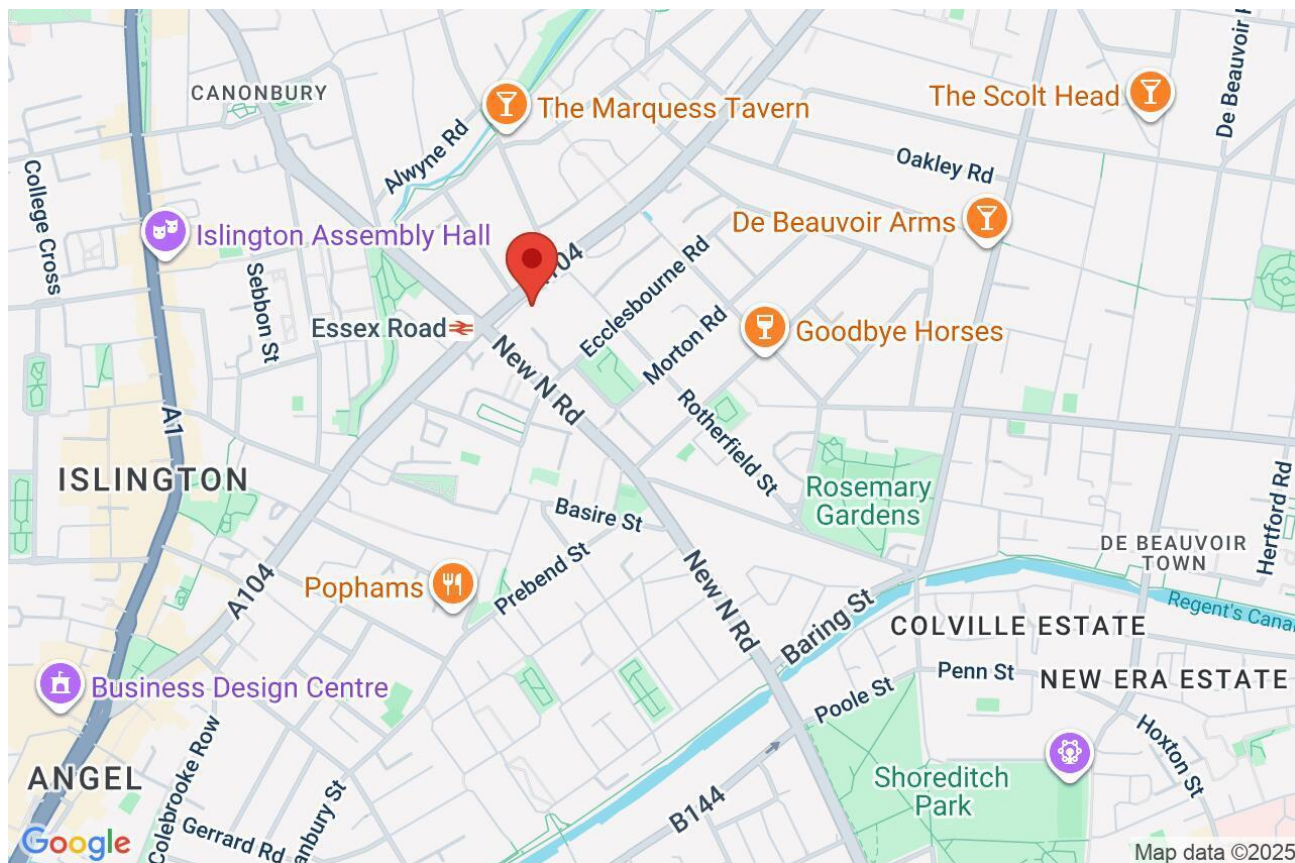 De Beauvoir R
CANONBURY
The Marquess Tavern
The Scolt Head
Alwyne Rd
Oakley Rd
College Cross
Islington Assembly Hall
De Beauvoir Arms
Sebbon St
104
Ecclesbourne Rd
Essex Road
Morton Rd
Goodbye Horses
New N Rd
A1
Rotherfield St
ISLINGTON
Rosemary
Gardens
Basire St
Hertford Rd
DE BEAUVOIR
TOWN
Pophams
Prebend St
A104
New N Rd
Baring St
Regent's Canal
COLVILLE ESTATE
Business Design Centre
Penn St
NEW ERA ESTATE
Poole St
Hoxton St
Colebrooke Row
ANGEL
Shoreditch
Park
B144
Google
Gerrard Rd
anbury St
Map data ©2025